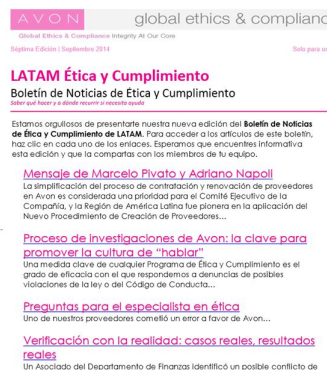 AVON
global ethics & complianc
Global Ethics & Compliance Integrity At Our Core
Séptima Edición | Septiembre 2014
Solo para us
LATAM Ética y Cumplimiento
Boletín de Noticias de Ética y Cumplimiento
Saber qué hacer y a dónde recurrir si necesita ayuda
Estamos orgullosos de presentarte nuestra nueva edición del Boletín de Noticias
de Ética y Cumplimiento de LATAM. Para acceder a los artículos de este boletín,
haz clic en cada uno de los enlaces. Esperamos que encuentres informativa
esta edición y que la compartas con los miembros de tu equipo.
Mensaje de Marcelo Pivato y Adriano Napoli
La simplificación del proceso de contratación y renovación de proveedores
en Avon es considerada una prioridad para el Comité Ejecutivo de la
Compañía, y la Región de América Latina fue pionera en la aplicación del
Nuevo Procedimiento de Creación de Proveedores...
Proceso de investigaciones de Avon: la clave para
promover la cultura de “hablar”
Una medida clave de cualquier Programa de Ética y Cumplimiento es el
grado de eficacia con el que respondemos a denuncias de posibles
violaciones de la ley o del Código de Conducta...
Preguntas para el especialista en ética
Uno de nuestros proveedores cometió un error a favor de Avon...
Verificación con la realidad: casos reales, resultados
reales
Un Asociado del Departamento de Finanzas identificó un posible conflicto de